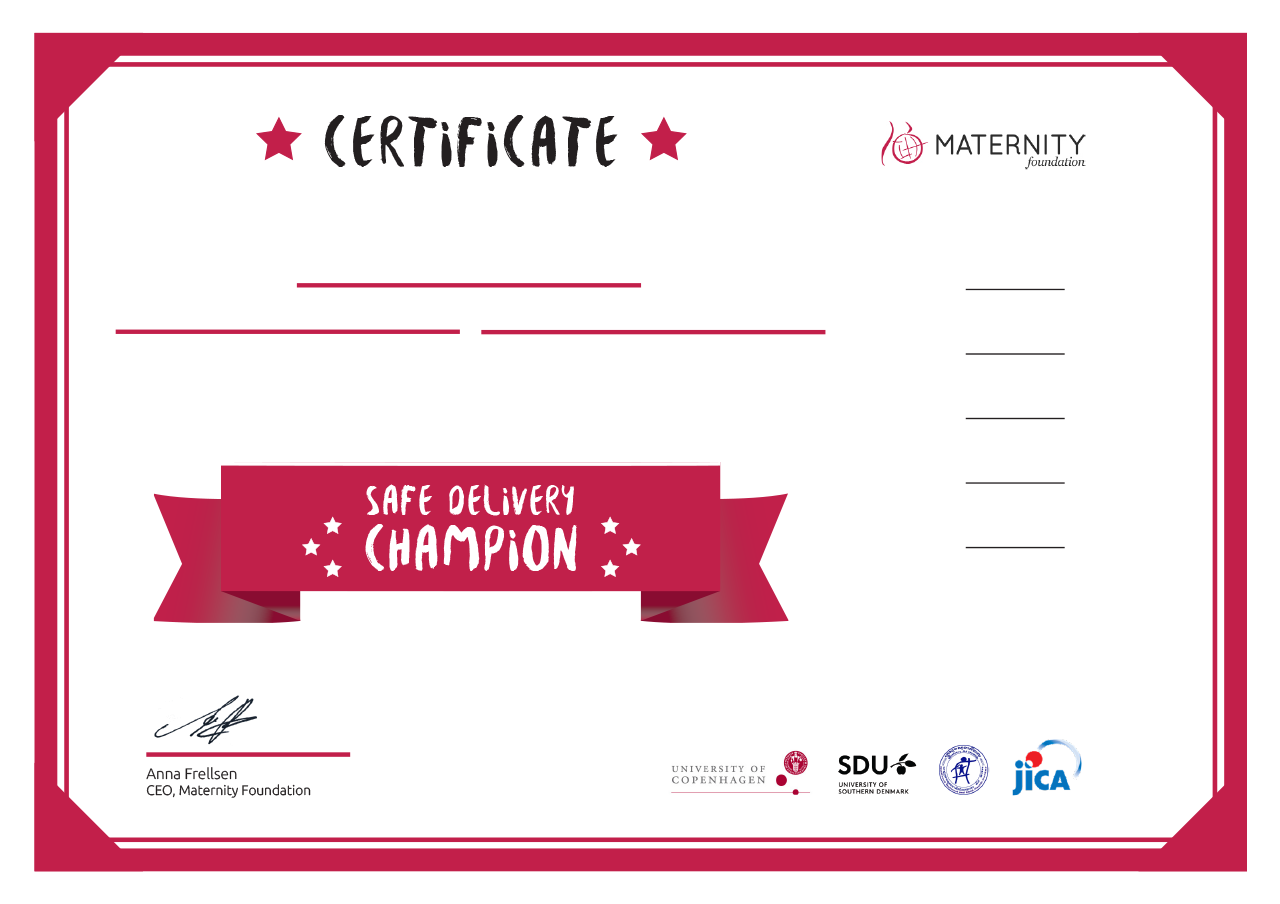 CERTiFiCATE
MATERNITY
foundation
SAFE DELiVERY
CHAMPiON
Anna Frellsen
CEO, Maternity Foundation
UNIVERSITY OF
COPENHAGEN
SDU
UNIVERSITY OF
SOUTHERN DENMARK
jICA